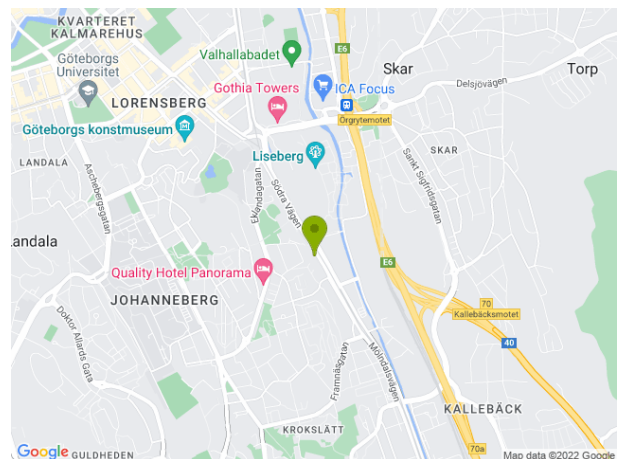 KVARTERET
KALMAREHUS
Göteborgs
Universitet
Valhallabadet
E6
Skar
Torp
Gothia Towers
ICA Focus
Delsjövägen
LORENSBERG
Göteborgs konstmuseum
Örgrytemotet
LANDALA
Liseberg
SKAR
Sankt Sigfridsgatan
Aschebergsgatan
Eklandagatan
Södra Vägen
Landala
Quality Hotel Panorama
E6
JOHANNEBERG
70
Kallebäcksmotet
40
Doktor Allards Gata
Framnäsgatan
Mölndalsvägen
KALLEBÄCK
KROKSLÄTT
70a
Google
GULDHEDEN
Map data ©2022 Google